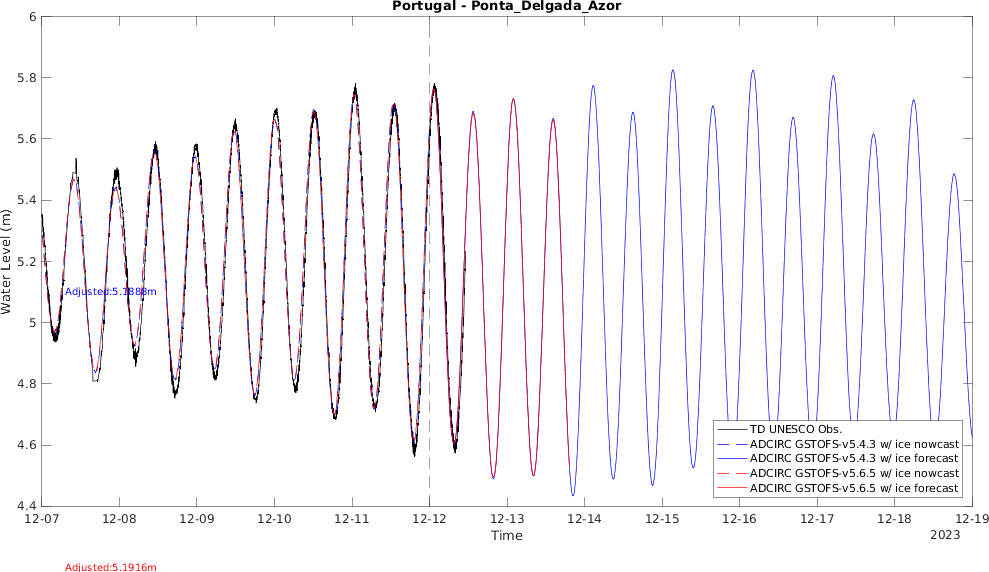 Portugal - Ponta_Delgada_Azor
6
5.8
5.6
5.4
5.2
5
4.8
4.6
4.4
Water Level (m)
Adjusted:5.1888m
TD UNESCO Obs.
ADCIRC GSTOFS-v5.4.3 w/ ice nowcast
ADCIRC GSTOFS-v5.4.3 w/ ice forecast
ADCIRC GSTOFS-v5.6.5 w/ ice nowcast
ADCIRC GSTOFS-v5.6.5 w/ ice forecast
12-07 12-08 12-09 12-10 12-11 12-12 12-13 12-14 12-15 12-16 12-17 12-18 12-19
Time
2023
Adjusted:5.1916m